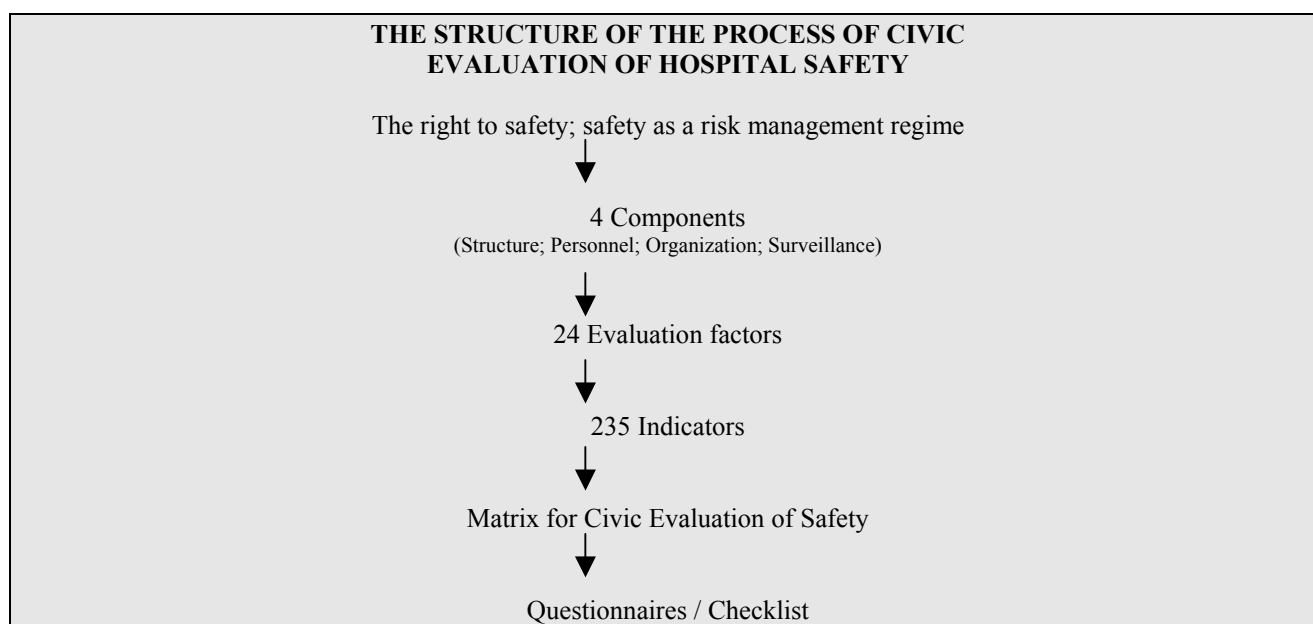 THE STRUCTURE OF THE PROCESS OF CIVIC
EVALUATION OF HOSPITAL SAFETY
The right to safety; safety as a risk management regime
4 Components
(Structure; Personnel; Organization; Surveillance)
24 Evaluation factors
235 Indicators
Matrix for Civic Evaluation of Safety
Questionnaires / Checklist